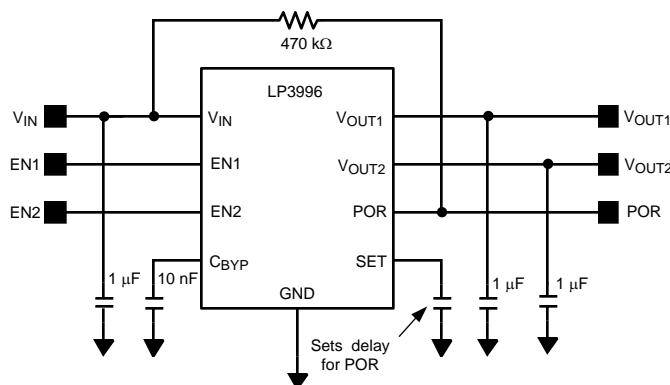 470 kΩ
LP3996
VIN
VIN
VOUT1
VOUT1
EN1
EN1
VOUT2
VOUT2
EN2
EN2
POR
POR
CBYP
SET
1 µF
10 nF
GND
1 µF
1 µF
Sets delay
for POR